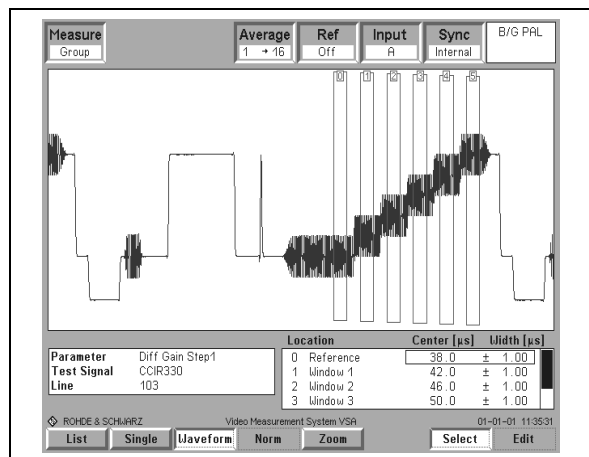 Measure Average Ref Input Sync B/G PAL
Group 1 → 16 Off A Internal
0 1 2 3 4 5
Location Center [µs] Width [µs]
Parameter Diff Gain Step1 0 Reference 38.0 ± 1.00
Test Signal CCIR330 1 Window 1 42.0 ± 1.00
Line 103 2 Window 2 46.0 ± 1.00
3 Window 3 50.0 ± 1.00
ROHDE & SCHWARZ Video Measurement System VSA 01-01-01 11:35:31
List Single Waveform Norm Zoom Select Edit